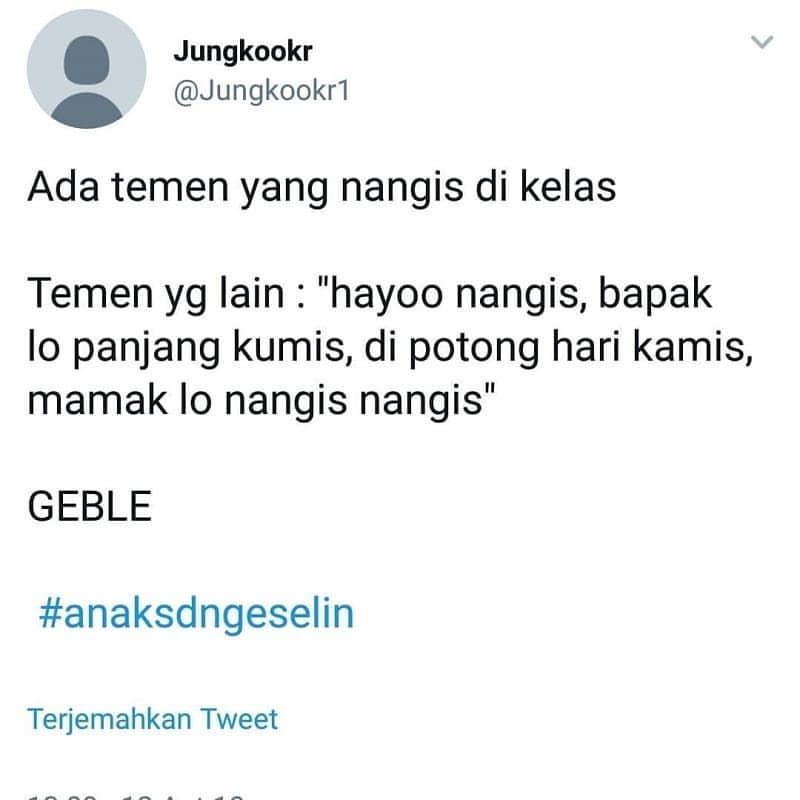 Jungkookr
@Jungkookr1
Ada temen yang nangis di kelas
Temen yg lain : "hayoo nangis, bapak
lo panjang kumis, di potong hari kamis,
mamak lo nangis nangis"
GEBLE
#anaksdngeselin
Terjemahkan Tweet